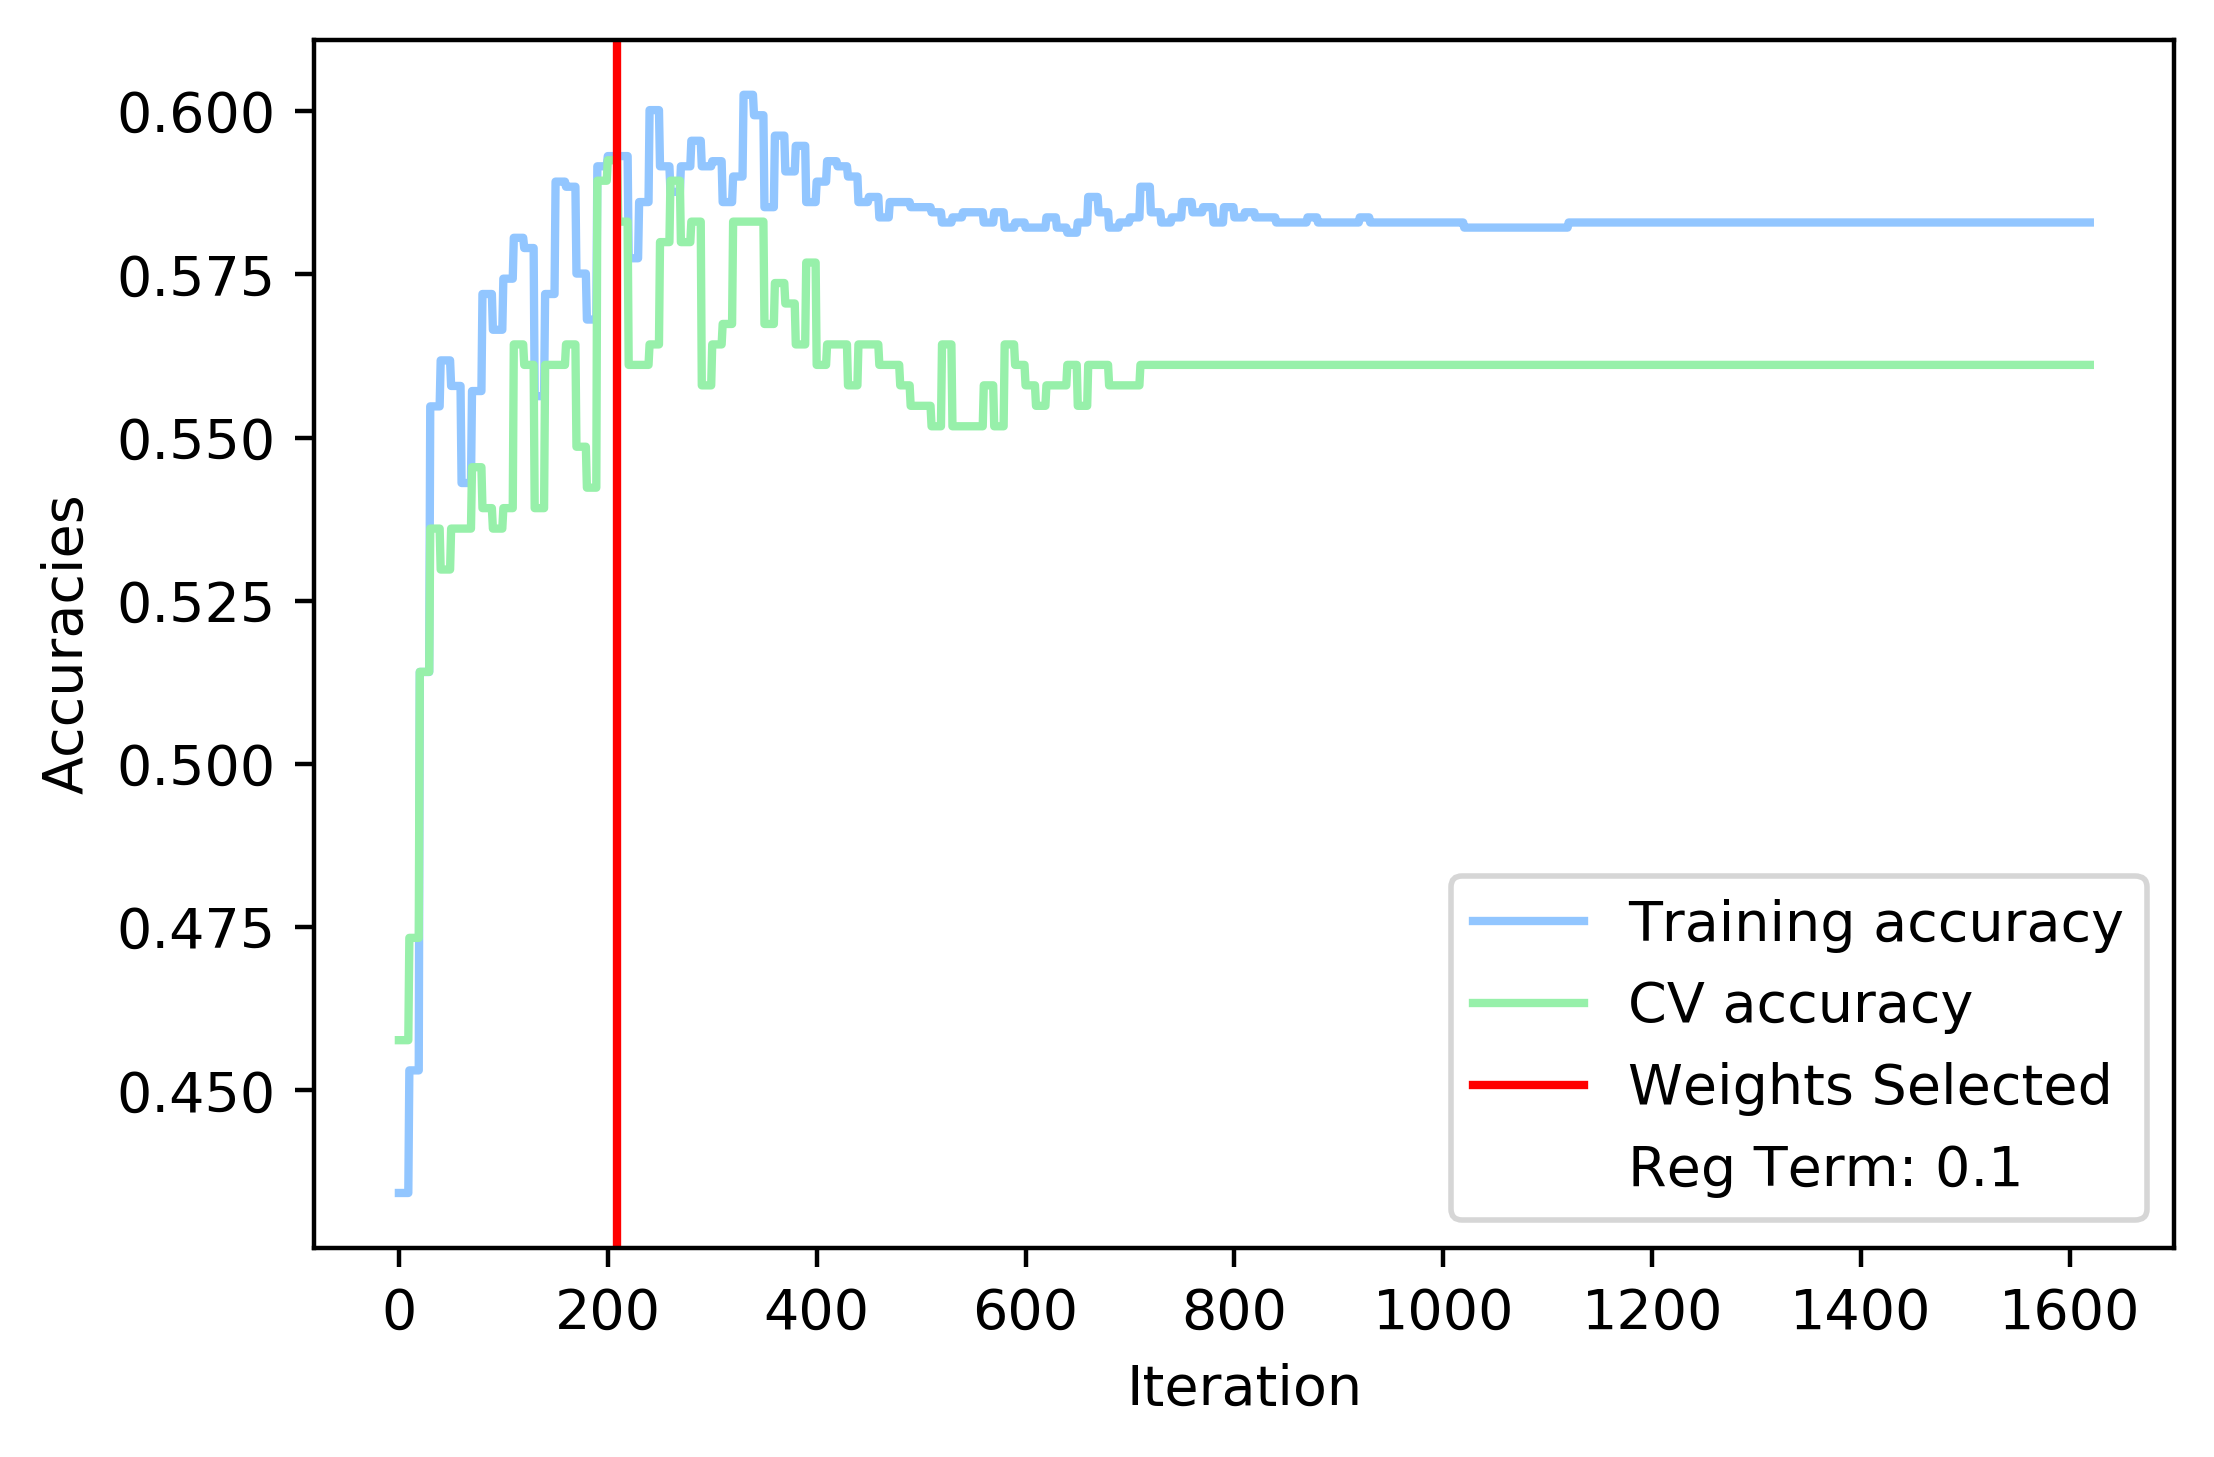 0.600
0.575
0.550
0.525
0.500
0.475
0.450
Accuracies
0 200 400 600 800 1000 1200 1400 1600
Iteration
Training accuracy
CV accuracy
Weights Selected
Reg Term: 0.1